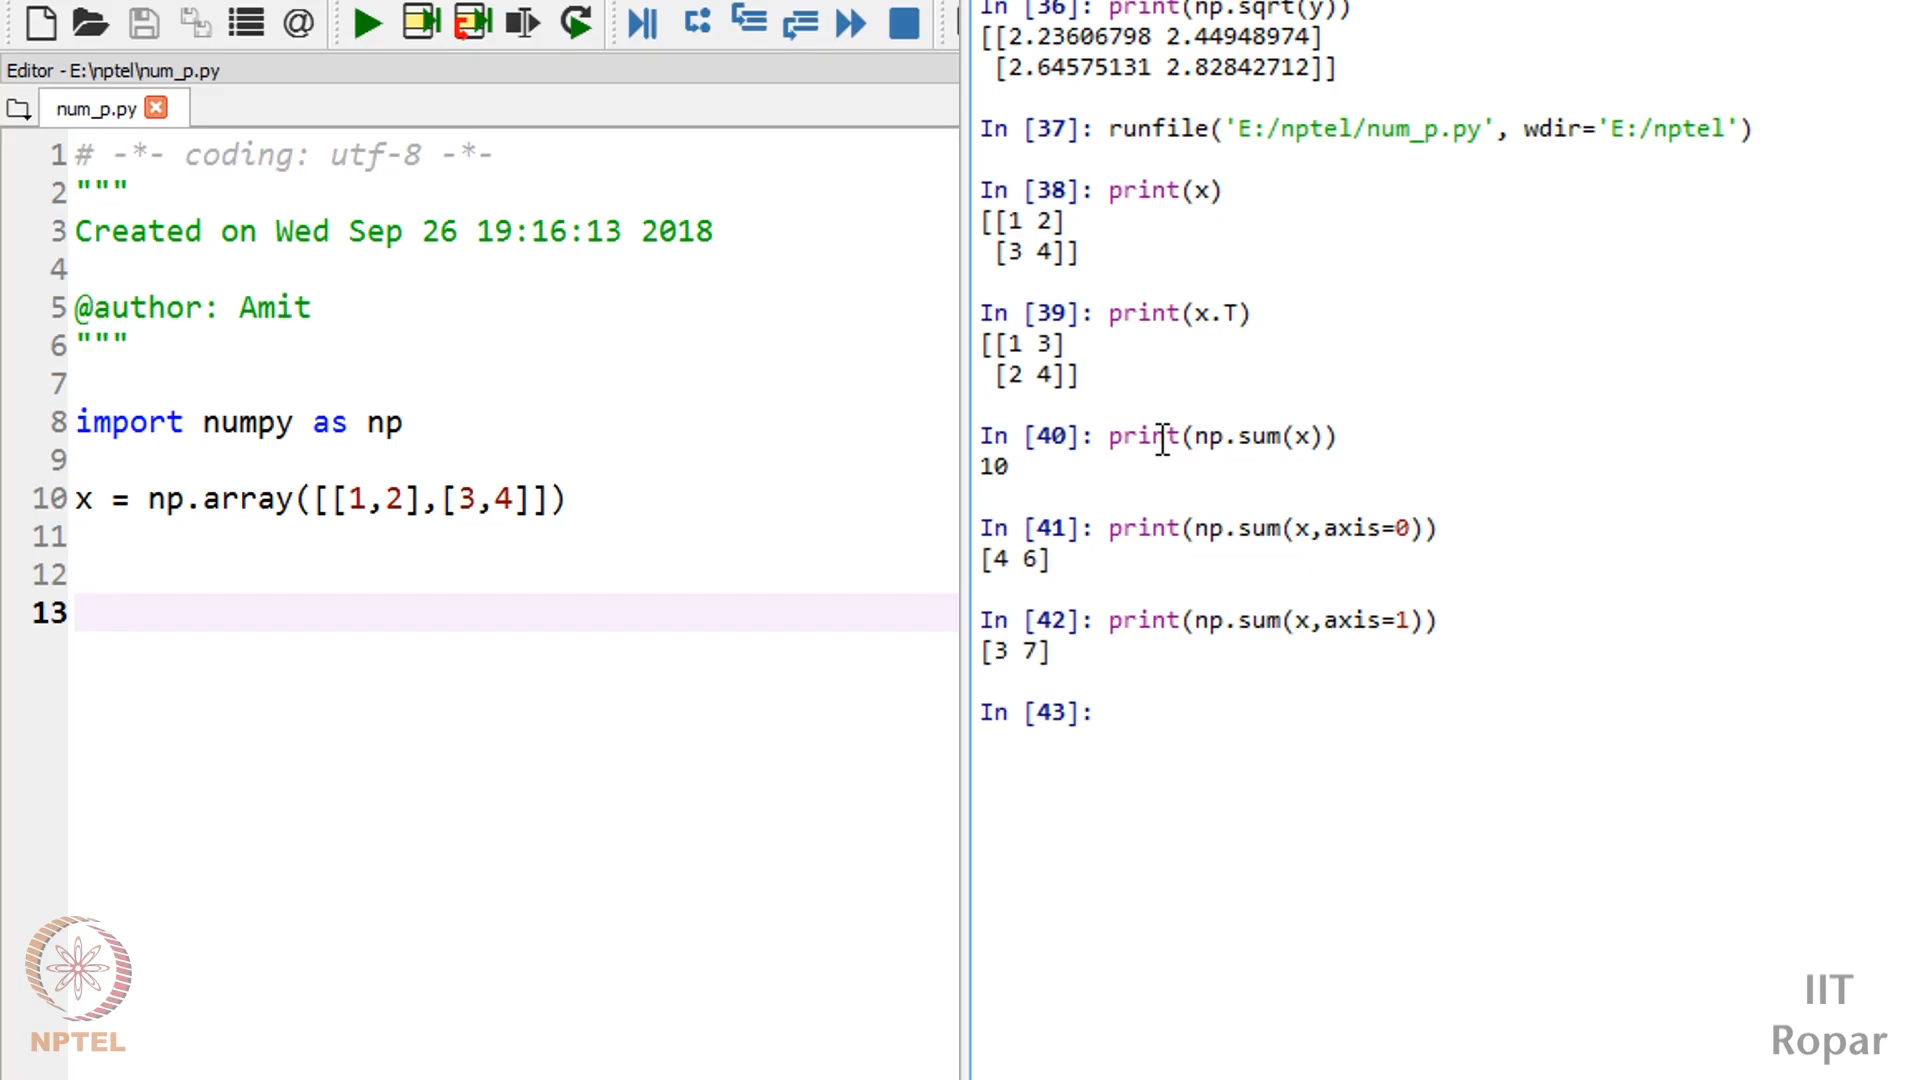 Editor - E:\nptel\num_p.py
num_p.py
1 # -*- coding: utf-8 -*-
2 """
3 Created on Wed Sep 26 19:16:13 2018
4
5 @author: Amit
6 """
7
8 import numpy as np
9
10 x = np.array([[1,2],[3,4]])
11
12
13
NPTEL
In [36]: print(np.sqrt(y))
[[2.23606798 2.44948974]
[2.64575131 2.82842712]]
In [37]: runfile('E:/nptel/num_p.py', wdir='E:/nptel')
In [38]: print(x)
[[1 2]
[3 4]]
In [39]: print(x.T)
[[1 3]
[2 4]]
In [40]: print(np.sum(x))
10
In [41]: print(np.sum(x,axis=0))
[4 6]
In [42]: print(np.sum(x,axis=1))
[3 7]
In [43]:
IIT
Ropar